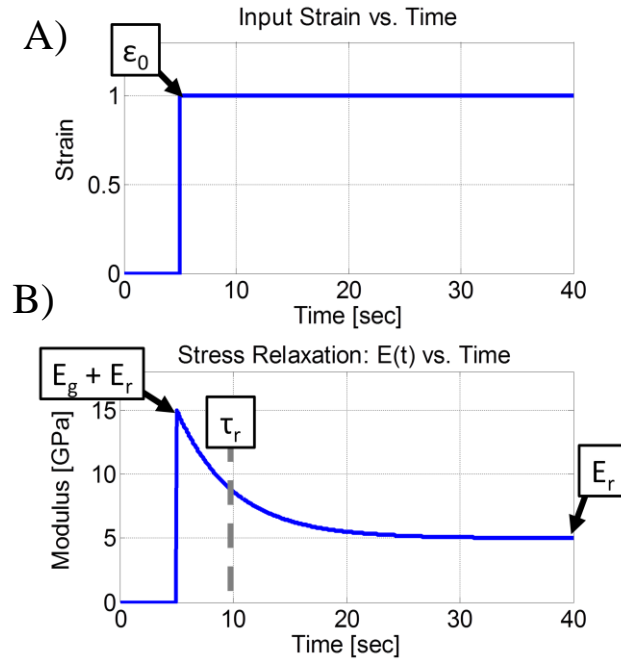 A)
Input Strain vs. Time
ε0
1
0.5
0
Strain
0 10 20 30 40
Time [sec]
B)
Stress Relaxation: E(t) vs. Time
Eg + Er
τr
Er
15
10
5
0
Modulus [GPa]
0 10 20 30 40
Time [sec]